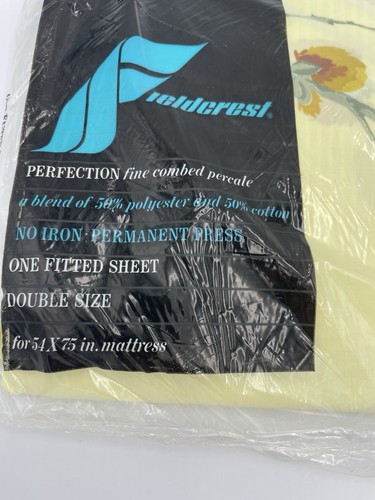 Fieldcrest®
PERFECTION fine combed percale
a blend of 50% polyester and 50% cotton
NO IRON PERMANENT PRESS
ONE FITTED SHEET
DOUBLE SIZE
for 54 X 75 in. mattress